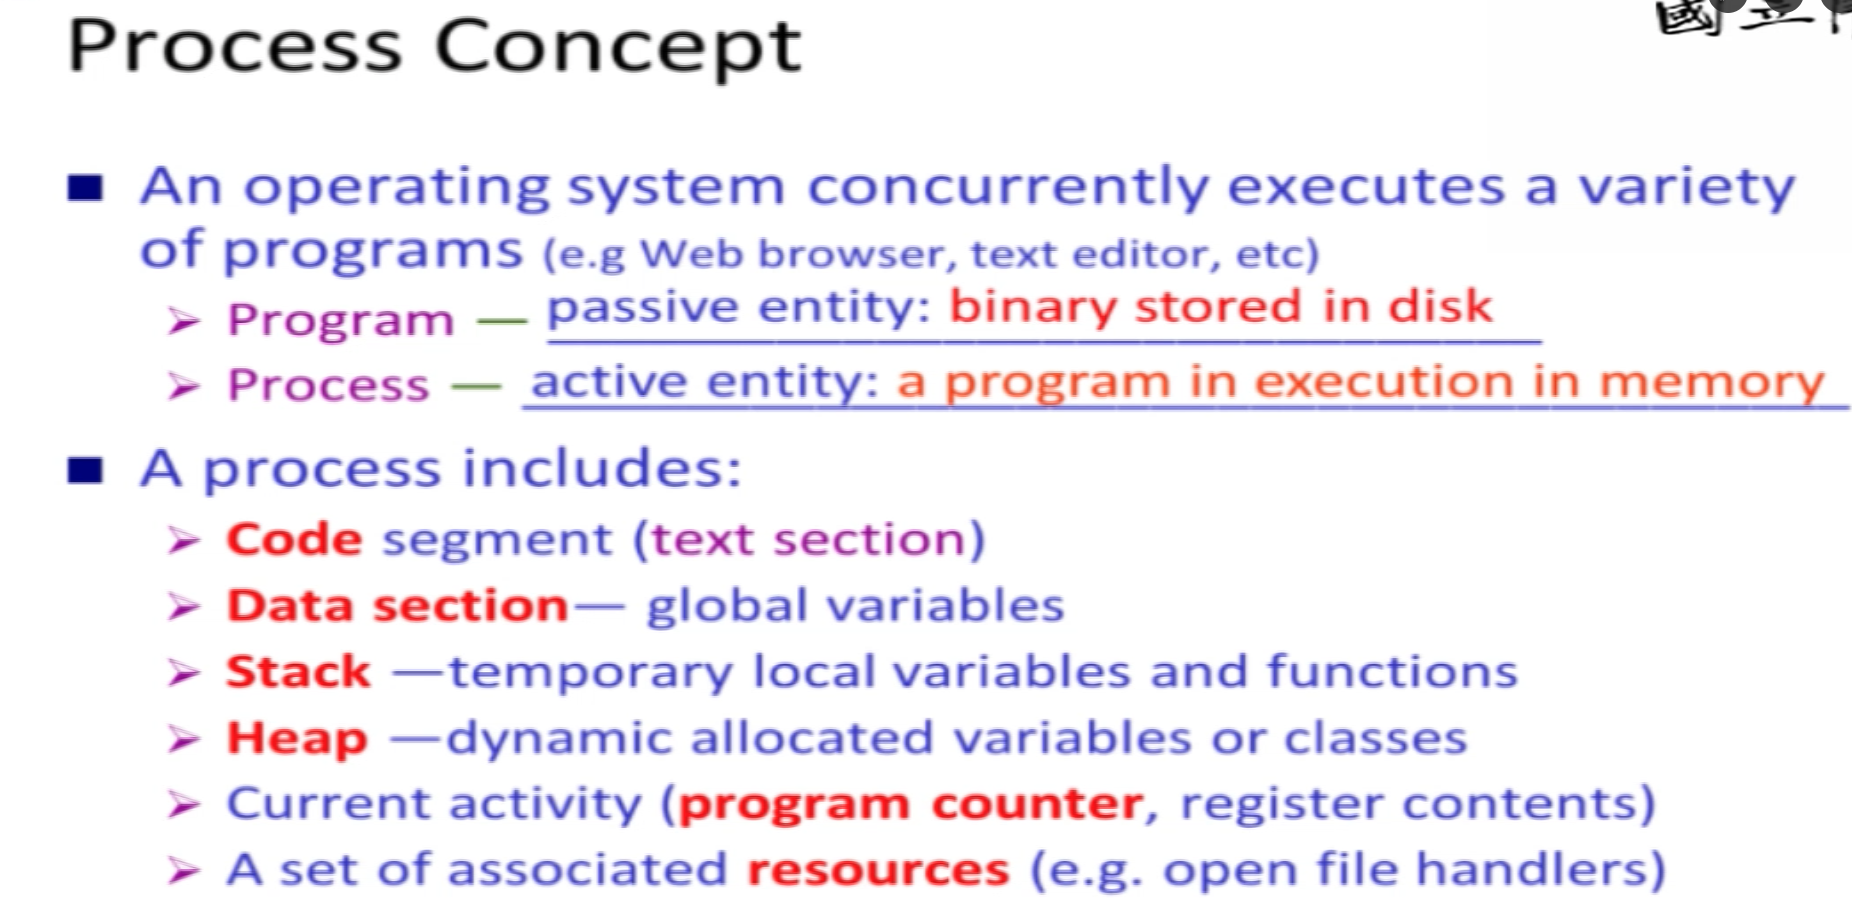 Process Concept
國立
■ An operating system concurrently executes a variety
of programs (e.g Web browser, text editor, etc)
➢ Program — passive entity: binary stored in disk
➢ Process — active entity: a program in execution in memory
■ A process includes:
➢ Code segment (text section)
➢ Data section— global variables
➢ Stack —temporary local variables and functions
➢ Heap —dynamic allocated variables or classes
➢ Current activity (program counter, register contents)
➢ A set of associated resources (e.g. open file handlers)